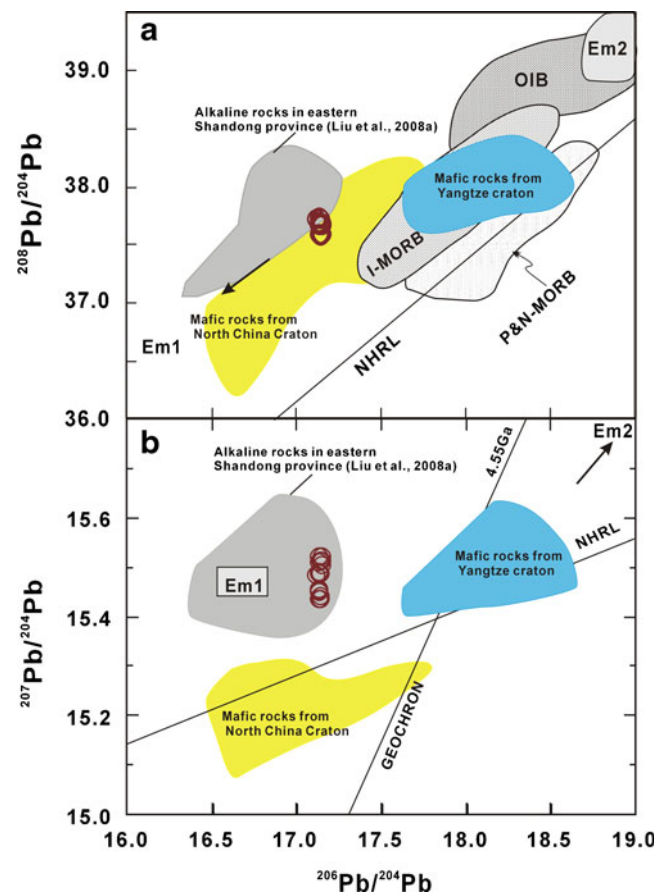 a
Em2
39.0
OIB
Alkaline rocks in eastern
Shandong province (Liu et al., 2008a)
208Pb/204Pb
38.0
Mafic rocks from
Yangtze craton
I-MORB
37.0
Mafic rocks from
North China Craton
P&N-MORB
Em1
NHRL
36.0
b
Em2
Alkaline rocks in eastern
Shandong province (Liu et al., 2008a)
4.55Ga
15.6
NHRL
Mafic rocks from
Yangtze craton
Em1
207Pb/204Pb
15.4
15.2
Mafic rocks from
North China Craton
GEOCHRON
15.0
16.0 16.5 17.0 17.5 18.0 18.5 19.0
206Pb/204Pb